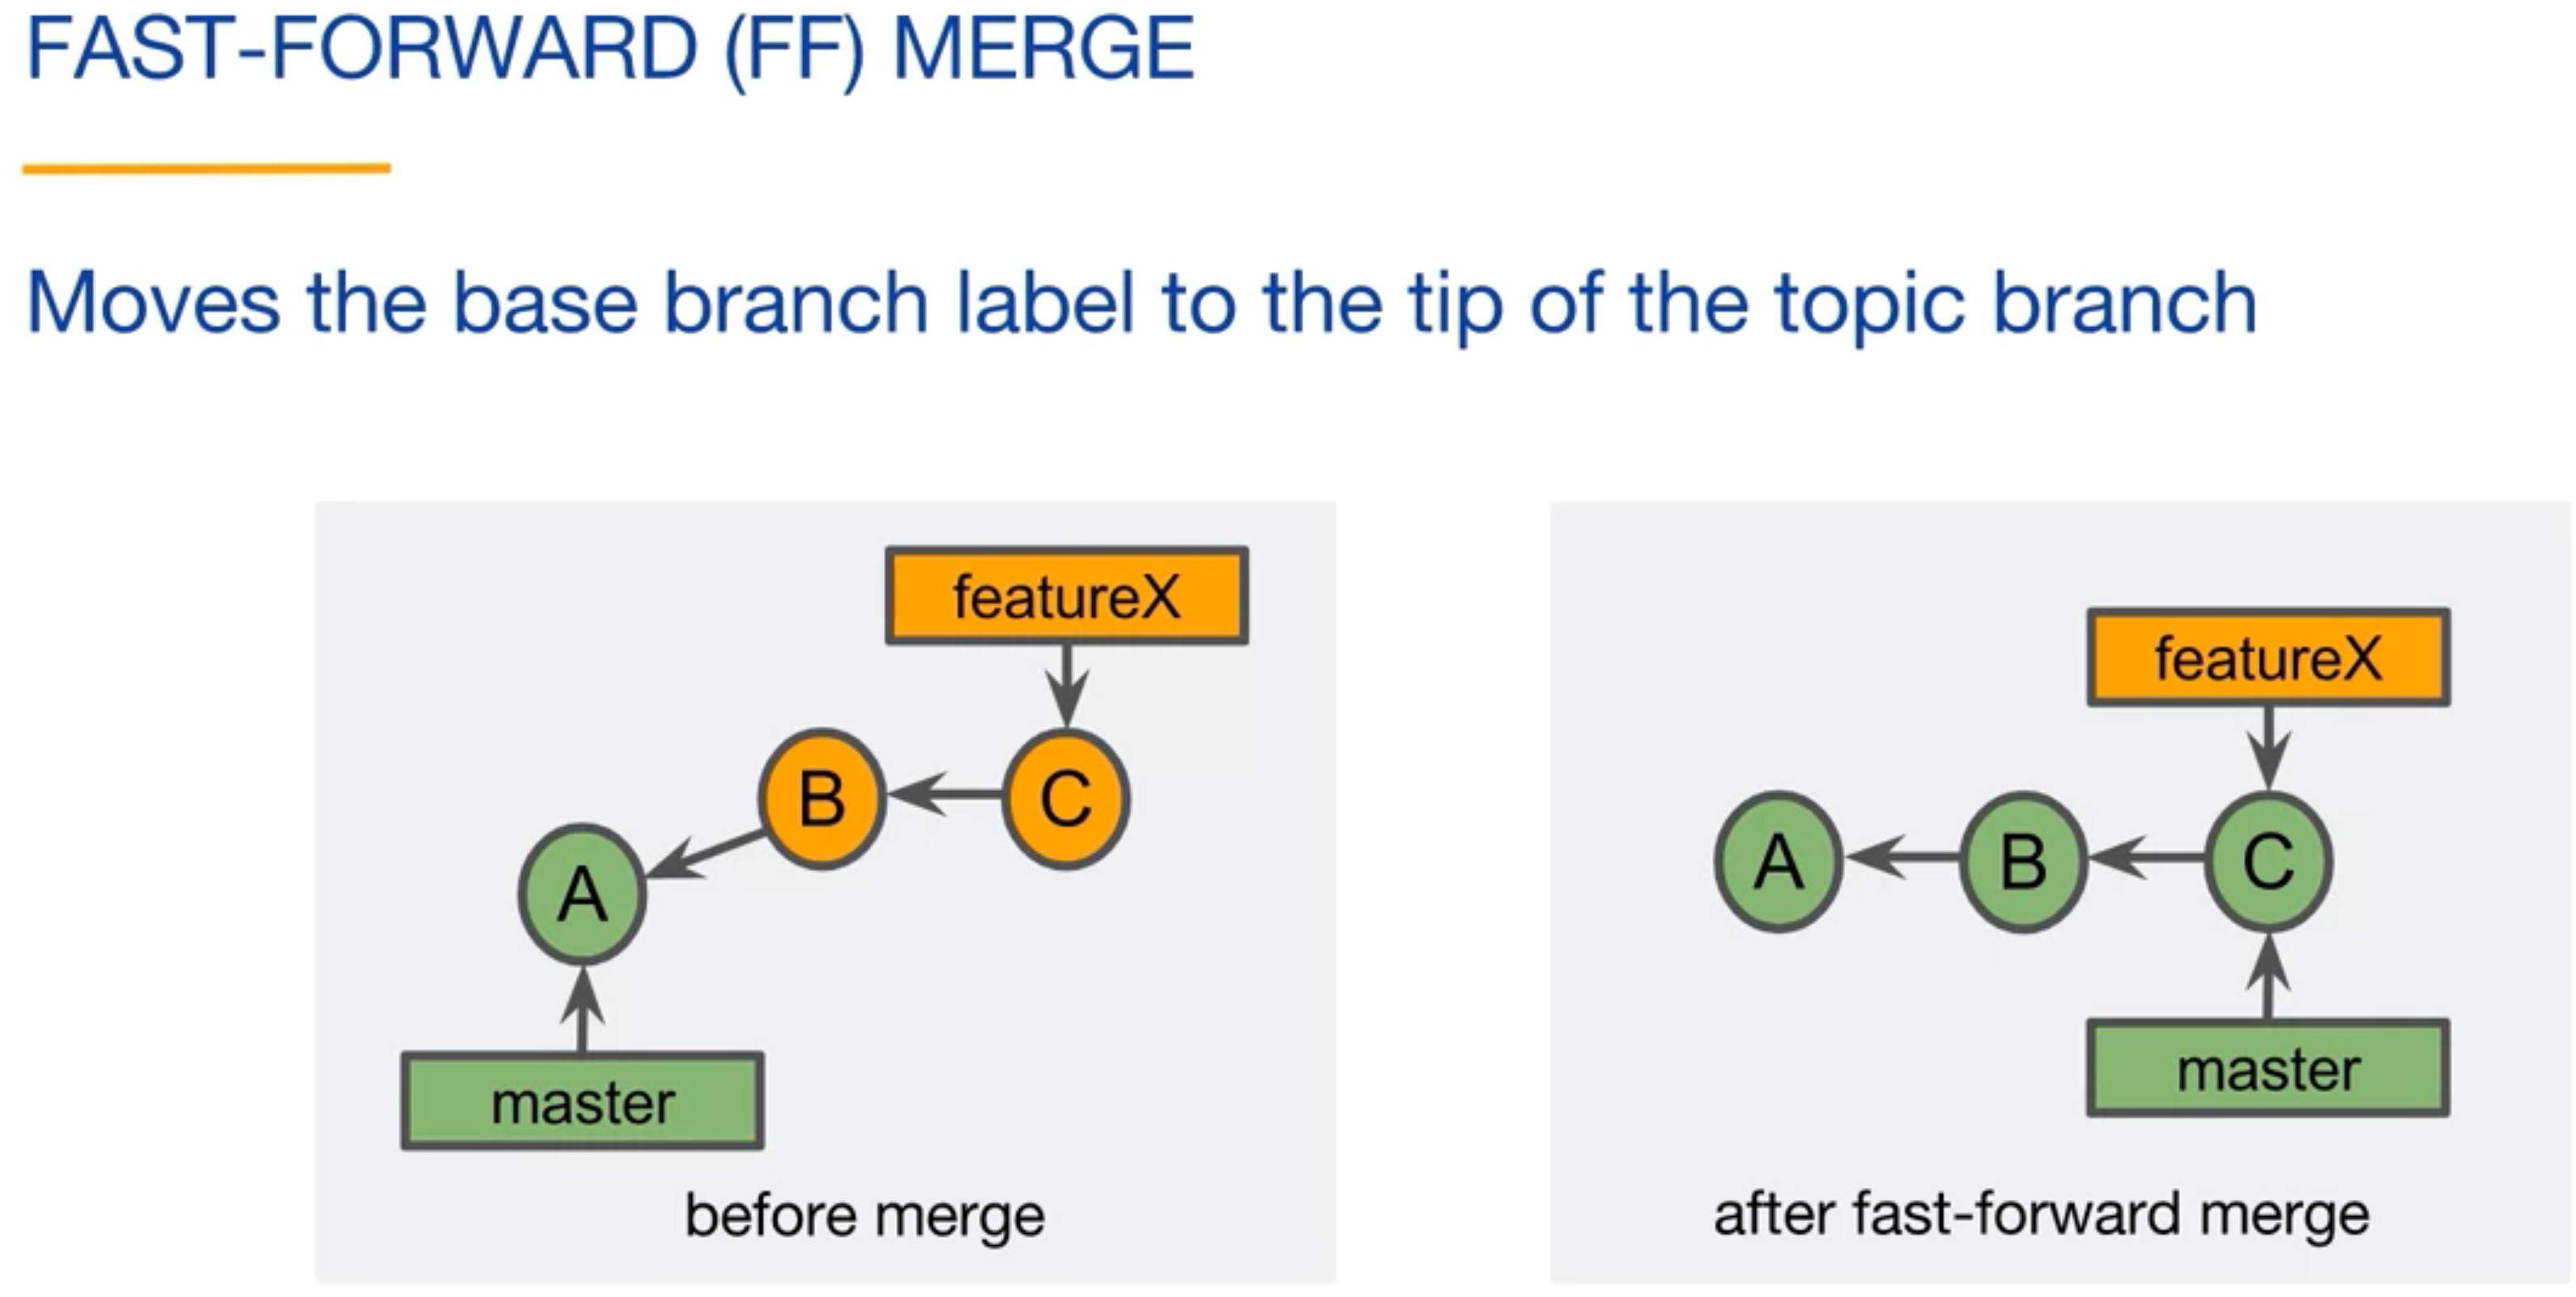 FAST-FORWARD (FF) MERGE
Moves the base branch label to the tip of the topic branch
featureX
B
C
A
master
before merge
featureX
A
B
C
master
after fast-forward merge